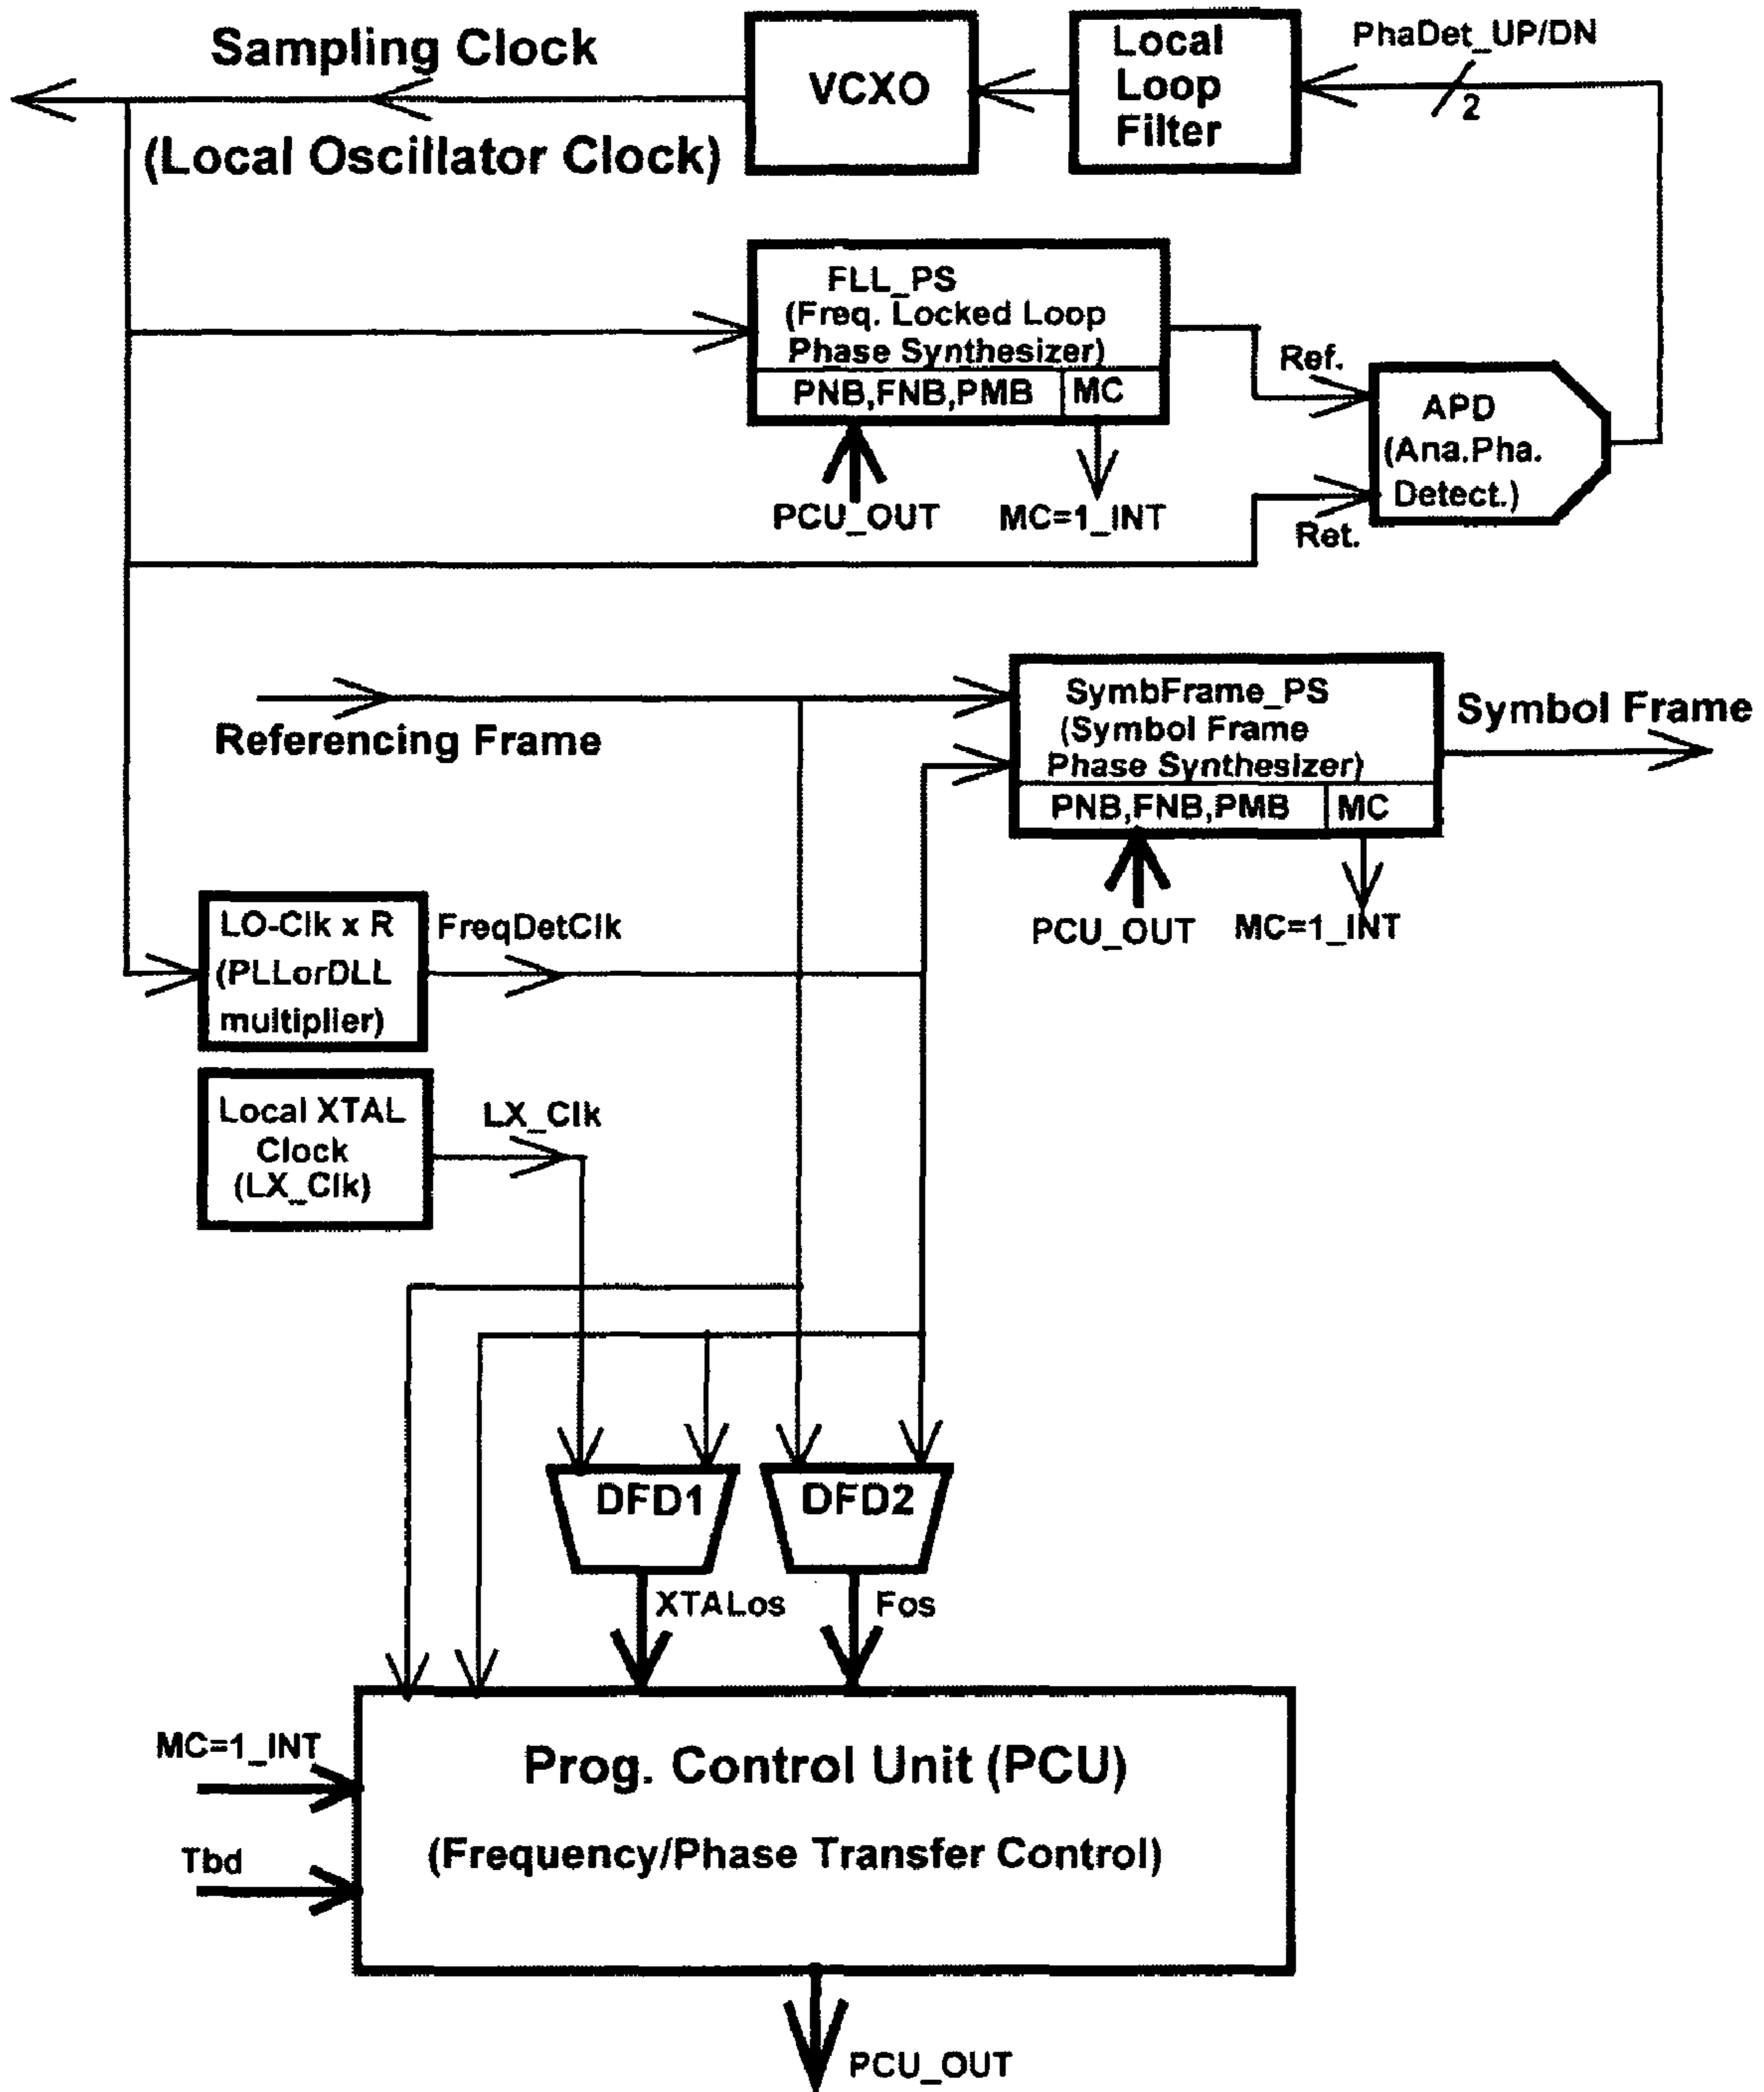 Sampling Clock
(Local Oscillator Clock)
VCXO
Local
Loop
Filter
PhaDet_UP/DN
2
FLL_PS
(Freq. Locked Loop
Phase Synthesizer)
PNB,FNB,PMB
MC
PCU_OUT
MC=1_INT
Ref.
Ret.
APD
(Ana.Pha.
Detect.)
Referencing Frame
SymbFrame_PS
(Symbol Frame
Phase Synthesizer)
PNB,FNB,PMB
MC
Symbol Frame
PCU_OUT
MC=1_INT
LO-Clk x R
(PLLorDLL
multiplier)
FreqDetClk
Local XTAL
Clock
(LX_Clk)
LX_Clk
DFD1
DFD2
XTALos
Fos
MC=1_INT
Tbd
Prog. Control Unit (PCU)
(Frequency/Phase Transfer Control)
PCU_OUT